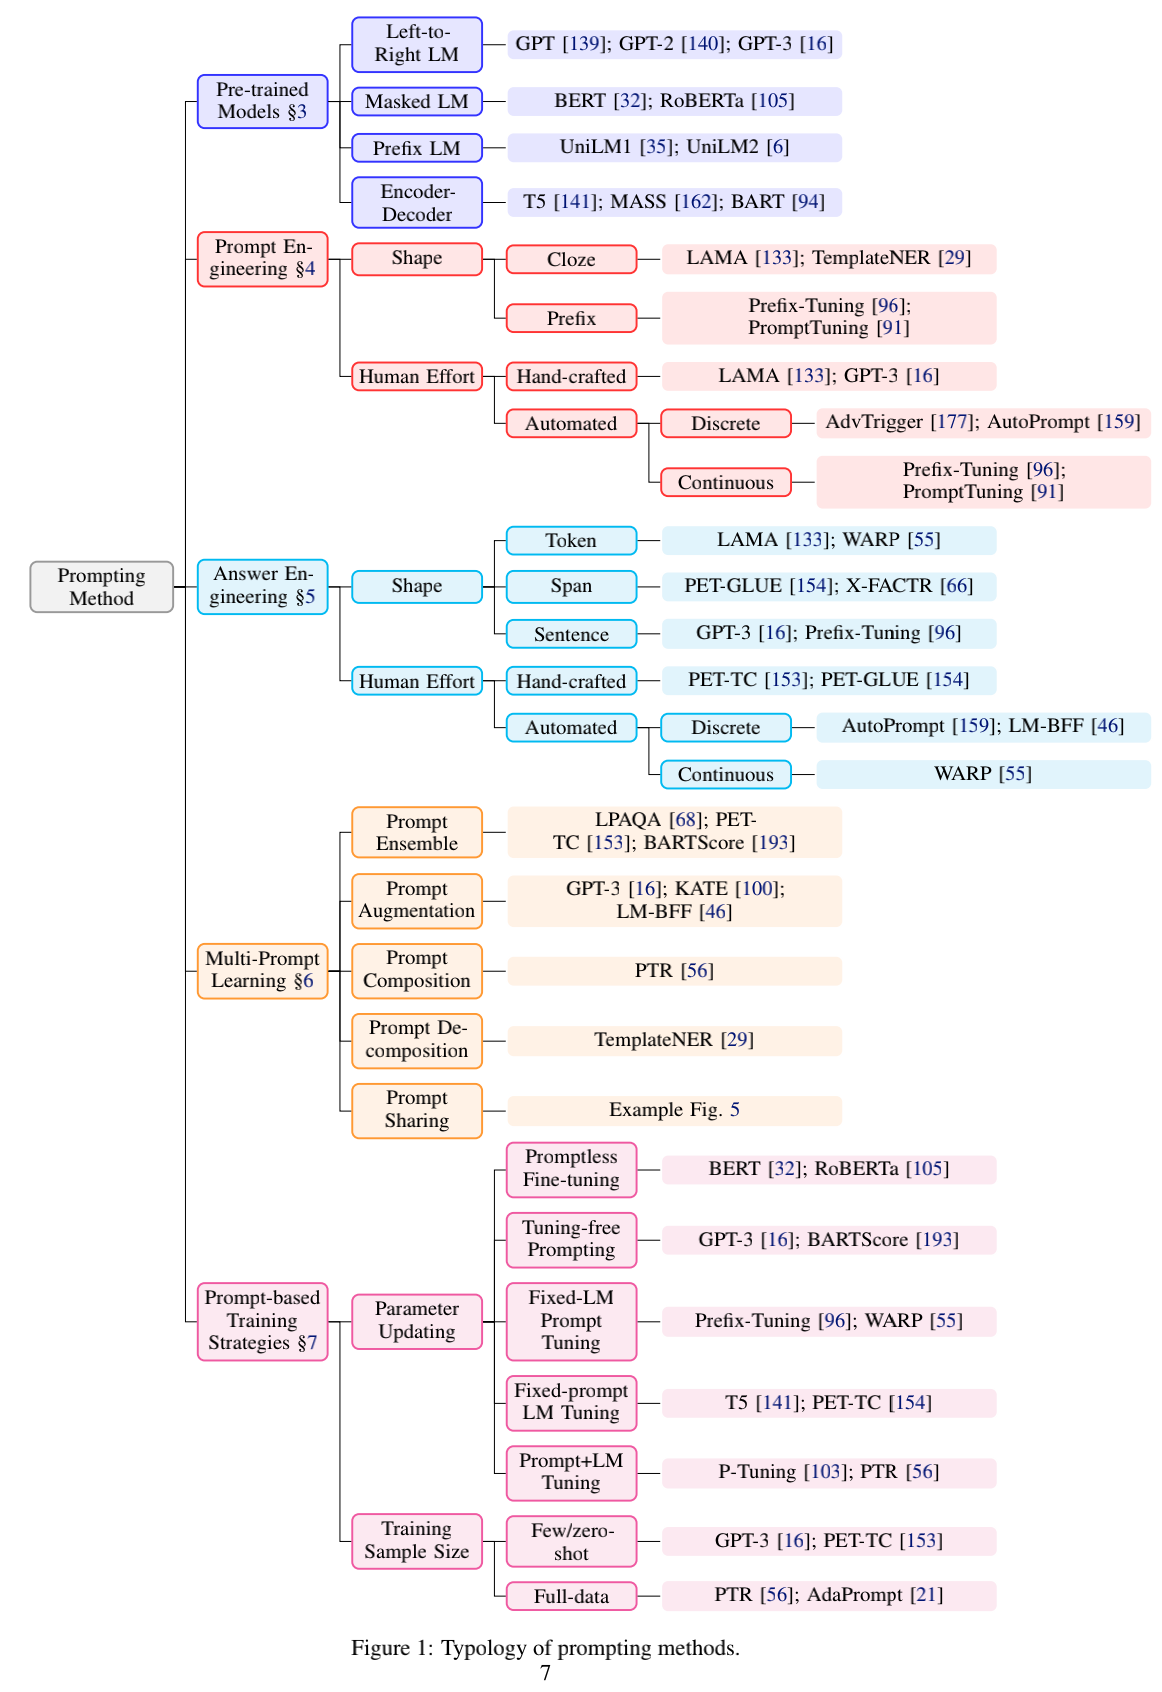 Prompting
Method
Pre-trained
Models §3
Left-to-
Right LM
GPT [139]; GPT-2 [140]; GPT-3 [16]
Masked LM
BERT [32]; RoBERTa [105]
Prefix LM
UniLM1 [35]; UniLM2 [6]
Encoder-
Decoder
T5 [141]; MASS [162]; BART [94]
Prompt En-
gineering §4
Shape
Cloze
LAMA [133]; TemplateNER [29]
Prefix
Prefix-Tuning [96];
PromptTuning [91]
Human Effort
Hand-crafted
LAMA [133]; GPT-3 [16]
Automated
Discrete
AdvTrigger [177]; AutoPrompt [159]
Continuous
Prefix-Tuning [96];
PromptTuning [91]
Answer En-
gineering §5
Shape
Token
LAMA [133]; WARP [55]
Span
PET-GLUE [154]; X-FACTR [66]
Sentence
GPT-3 [16]; Prefix-Tuning [96]
Human Effort
Hand-crafted
PET-TC [153]; PET-GLUE [154]
Automated
Discrete
AutoPrompt [159]; LM-BFF [46]
Continuous
WARP [55]
Multi-Prompt
Learning §6
Prompt
Ensemble
LPAQA [68]; PET-
TC [153]; BARTScore [193]
Prompt
Augmentation
GPT-3 [16]; KATE [100];
LM-BFF [46]
Prompt
Composition
PTR [56]
Prompt De-
composition
TemplateNER [29]
Prompt
Sharing
Example Fig. 5
Prompt-based
Training
Strategies §7
Parameter
Updating
Promptless
Fine-tuning
BERT [32]; RoBERTa [105]
Tuning-free
Prompting
GPT-3 [16]; BARTScore [193]
Fixed-LM
Prompt
Tuning
Prefix-Tuning [96]; WARP [55]
Fixed-prompt
LM Tuning
T5 [141]; PET-TC [154]
Prompt+LM
Tuning
P-Tuning [103]; PTR [56]
Training
Sample Size
Few/zero-
shot
GPT-3 [16]; PET-TC [153]
Full-data
PTR [56]; AdaPrompt [21]
Figure 1: Typology of prompting methods.
7